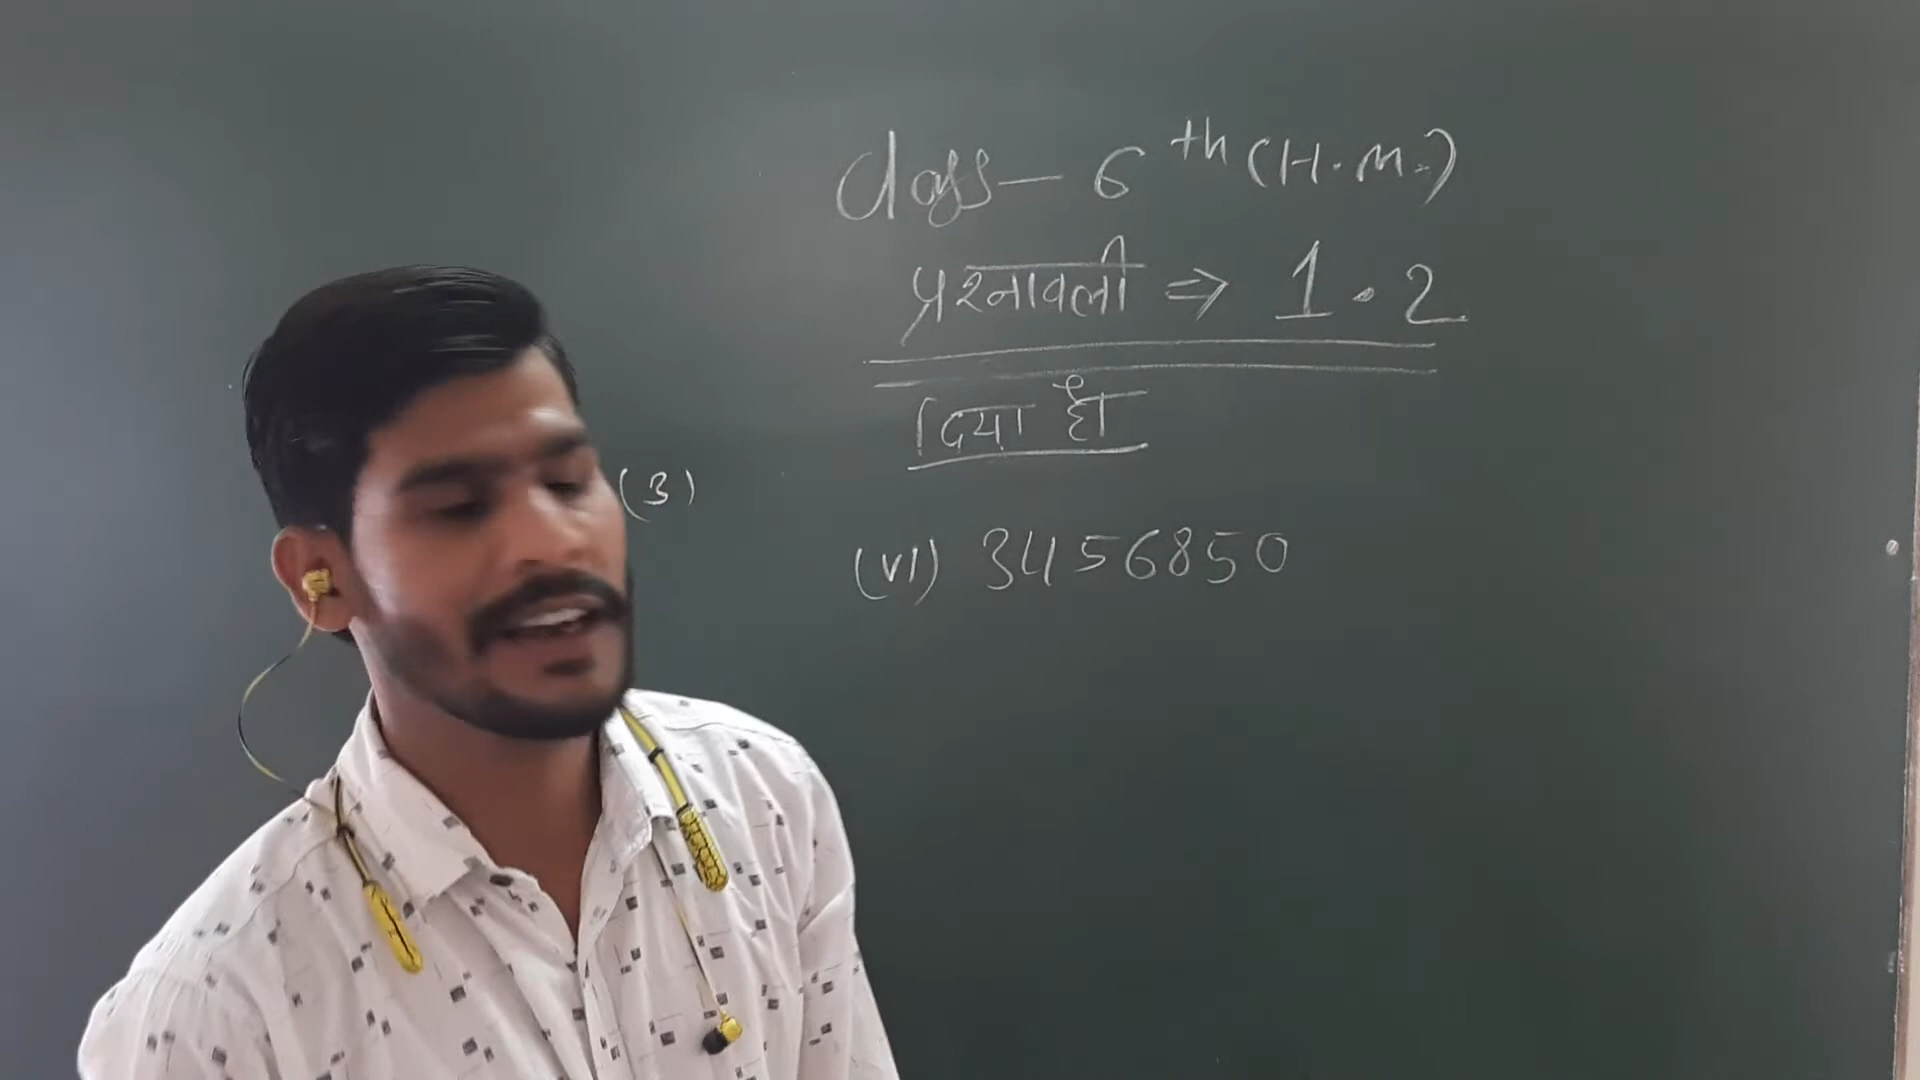 Class — 6th (H.M.)
प्रश्नावली ⇒ 1.2
दिया है।
(3)
(VI) 3456850